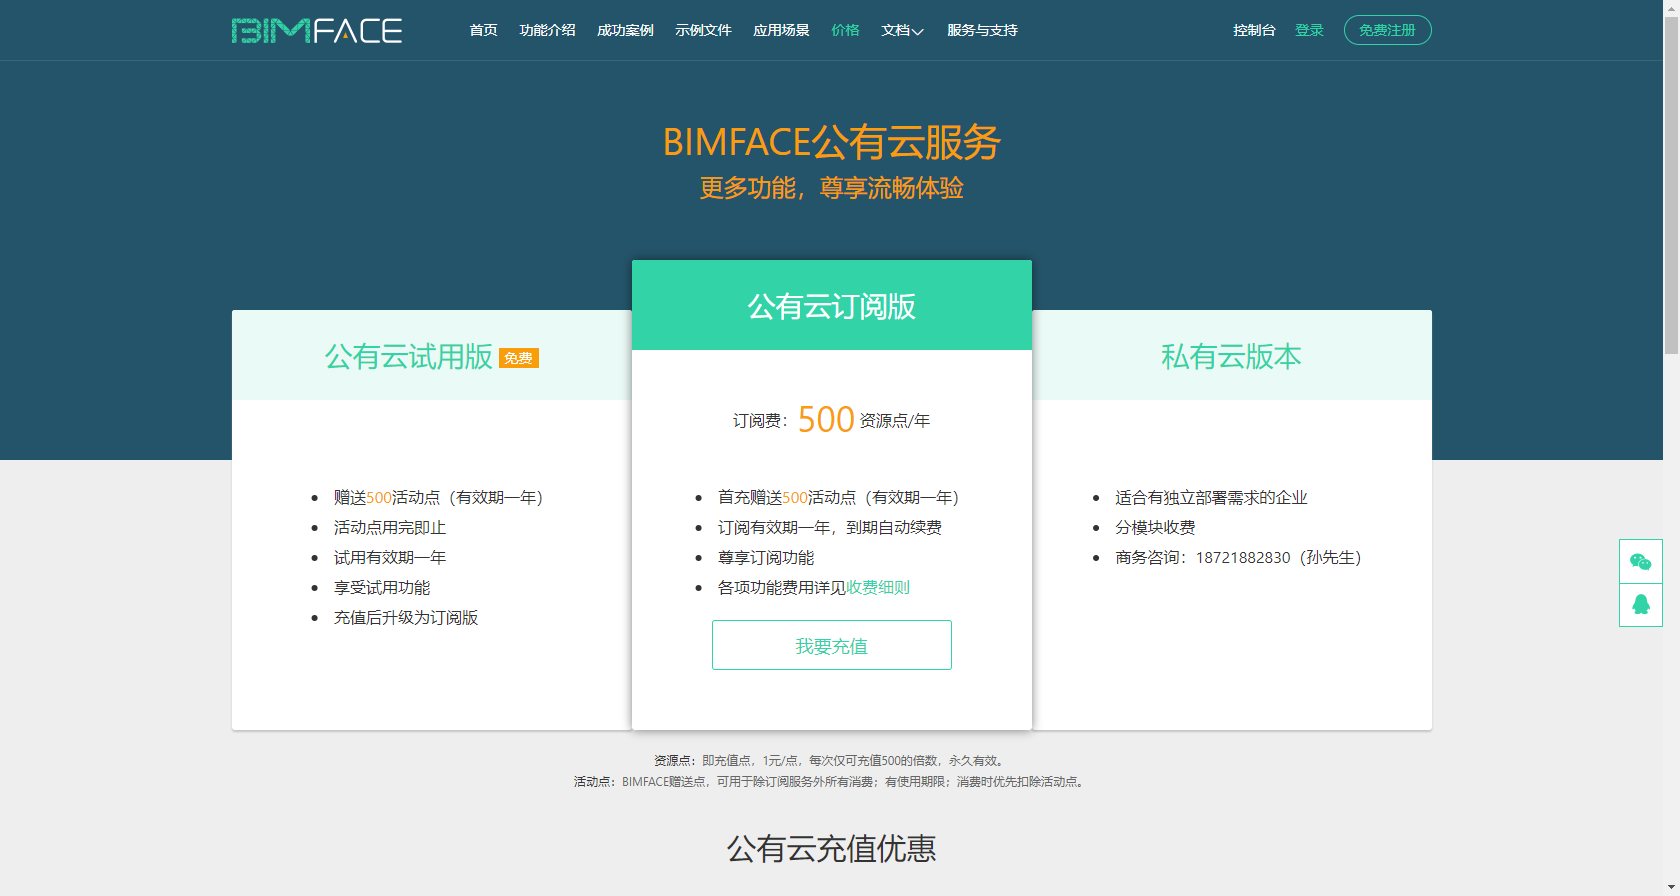 BIMFACE
首页 功能介绍 成功案例 示例文件 应用场景 价格 文档 服务与支持 控制台 登录 免费注册
BIMFACE公有云服务
更多功能，尊享流畅体验
公有云试用版 免费
赠送500活动点（有效期一年）
活动点用完即止
试用有效期一年
享受试用功能
充值后升级为订阅版
公有云订阅版
订阅费：500 资源点/年
首充赠送500活动点（有效期一年）
订阅有效期一年，到期自动续费
尊享订阅功能
各项功能费用详见收费细则
我要充值
私有云版本
适合有独立部署需求的企业
分模块收费
商务咨询：18721882830（孙先生）
资源点：即充值点，1元/点，每次仅可充值500的倍数，永久有效。
活动点：BIMFACE赠送点，可用于除订阅服务外所有消费；有使用期限；消费时优先扣除活动点。
公有云充值优惠